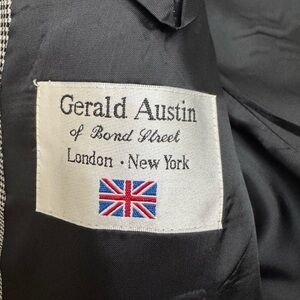 Gerald Austin
of Bond Street
London · New York